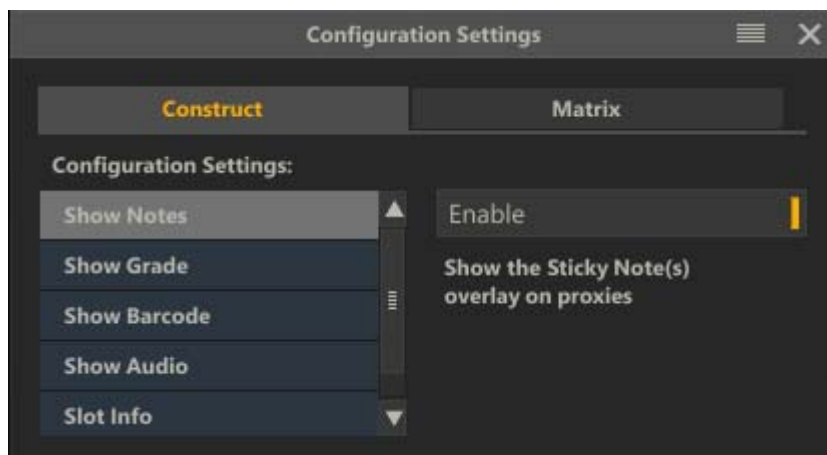 Configuration Settings
Construct
Matrix
Configuration Settings:
Show Notes
Show Grade
Show Barcode
Show Audio
Slot Info
Enable
Show the Sticky Note(s)
overlay on proxies